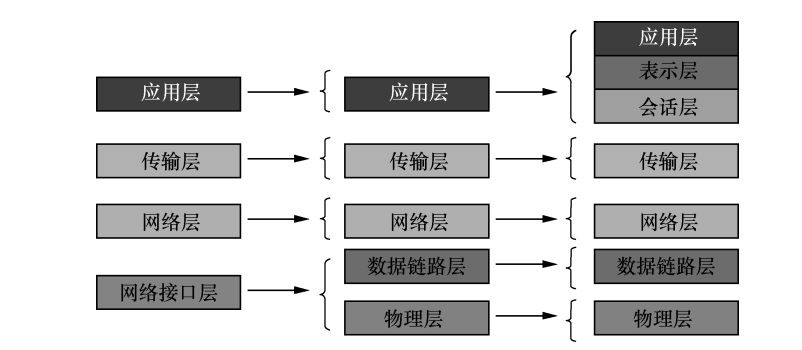 应用层
表示层
会话层
应用层
应用层
传输层
传输层
传输层
网络层
网络层
网络层
网络接口层
数据链路层
数据链路层
物理层
物理层